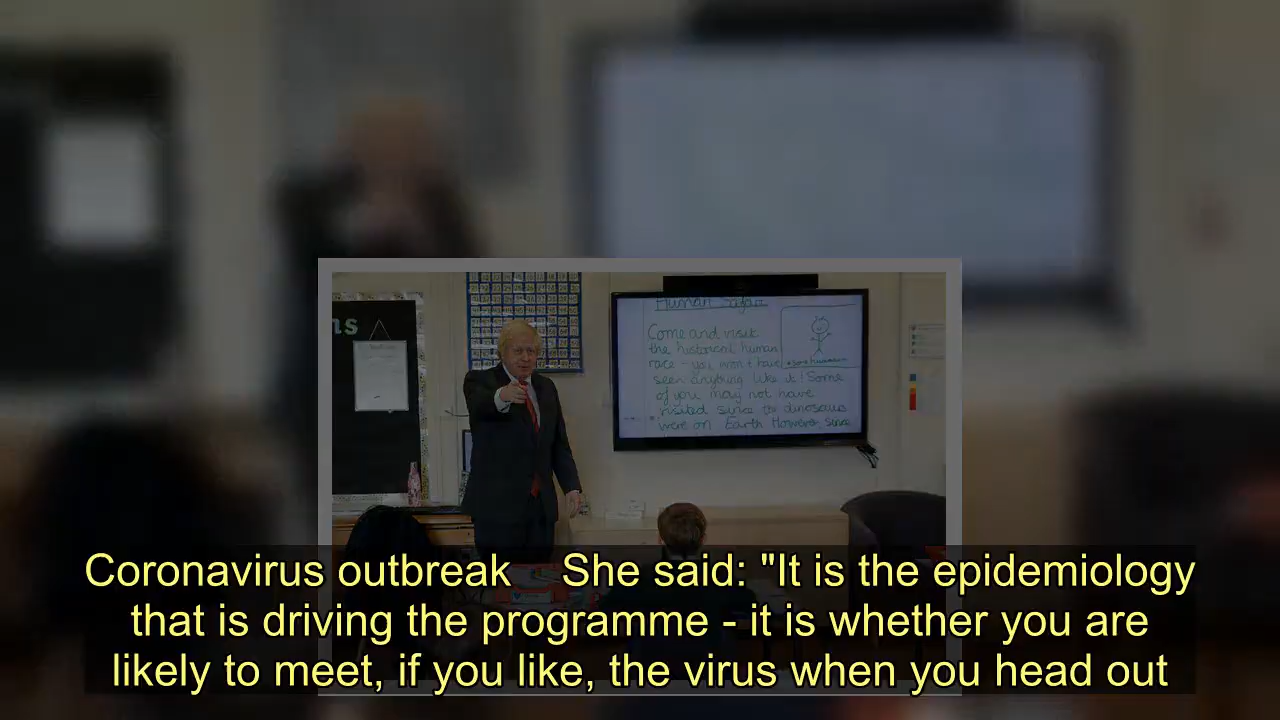 ns
Human Safari
Come and visit
the historical human
race - you won't have
seen anything like it! Some
of you may not have
visited since the dinosaurs
were on Earth. However, since
Coronavirus outbreak She said: "It is the epidemiology
that is driving the programme - it is whether you are
likely to meet, if you like, the virus when you head out